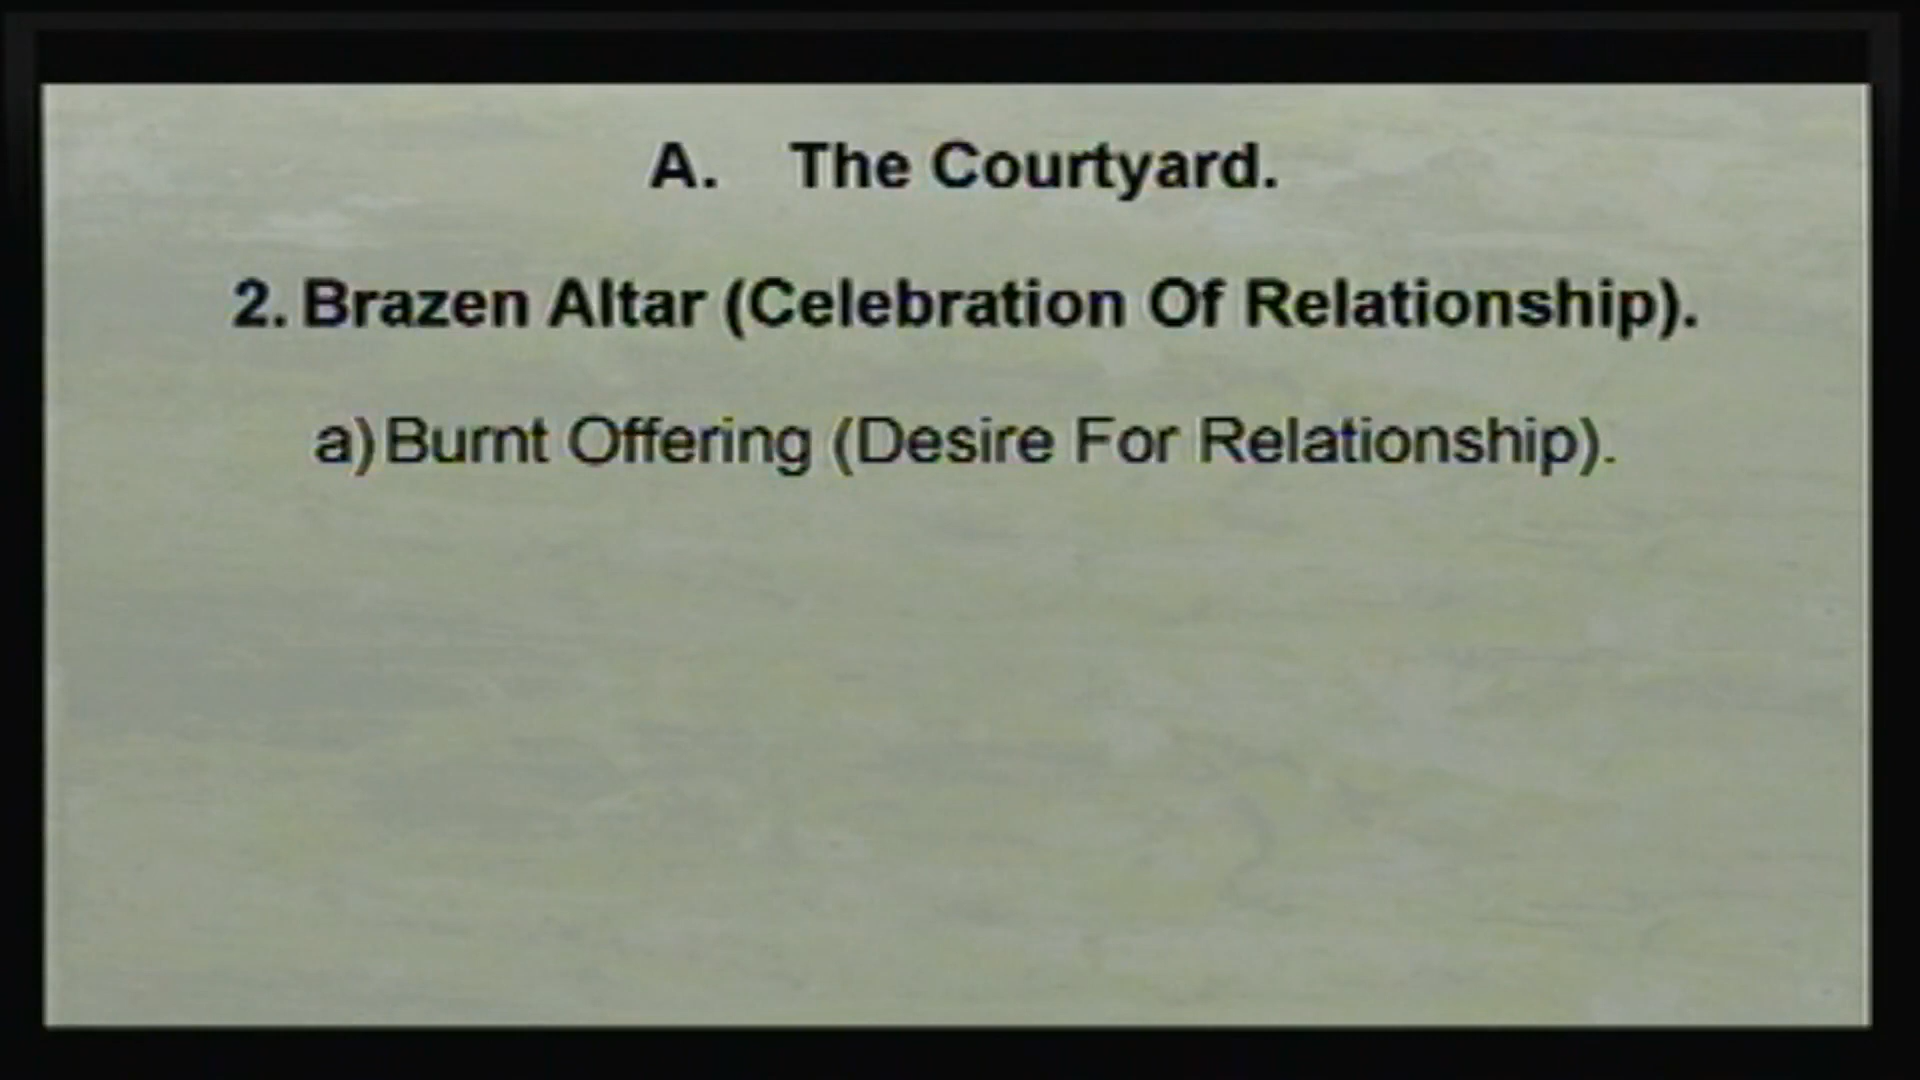 A. The Courtyard.
2. Brazen Altar (Celebration Of Relationship).
a) Burnt Offering (Desire For Relationship).